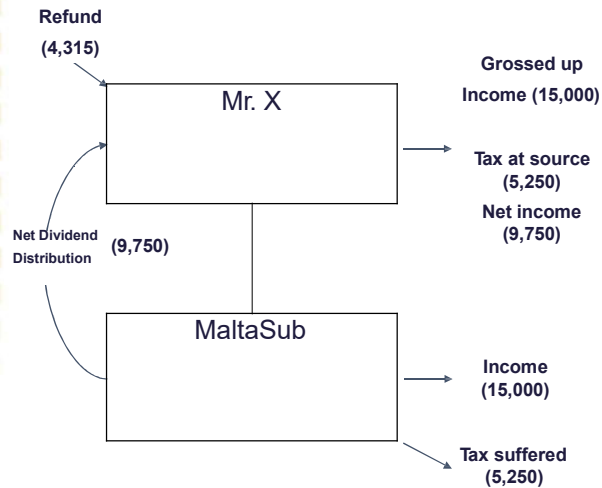 Refund
(4,315)
Grossed up
Income (15,000)
Mr. X
Tax at source
(5,250)
Net income
(9,750)
Net Dividend
Distribution
(9,750)
MaltaSub
Income
(15,000)
Tax suffered
(5,250)